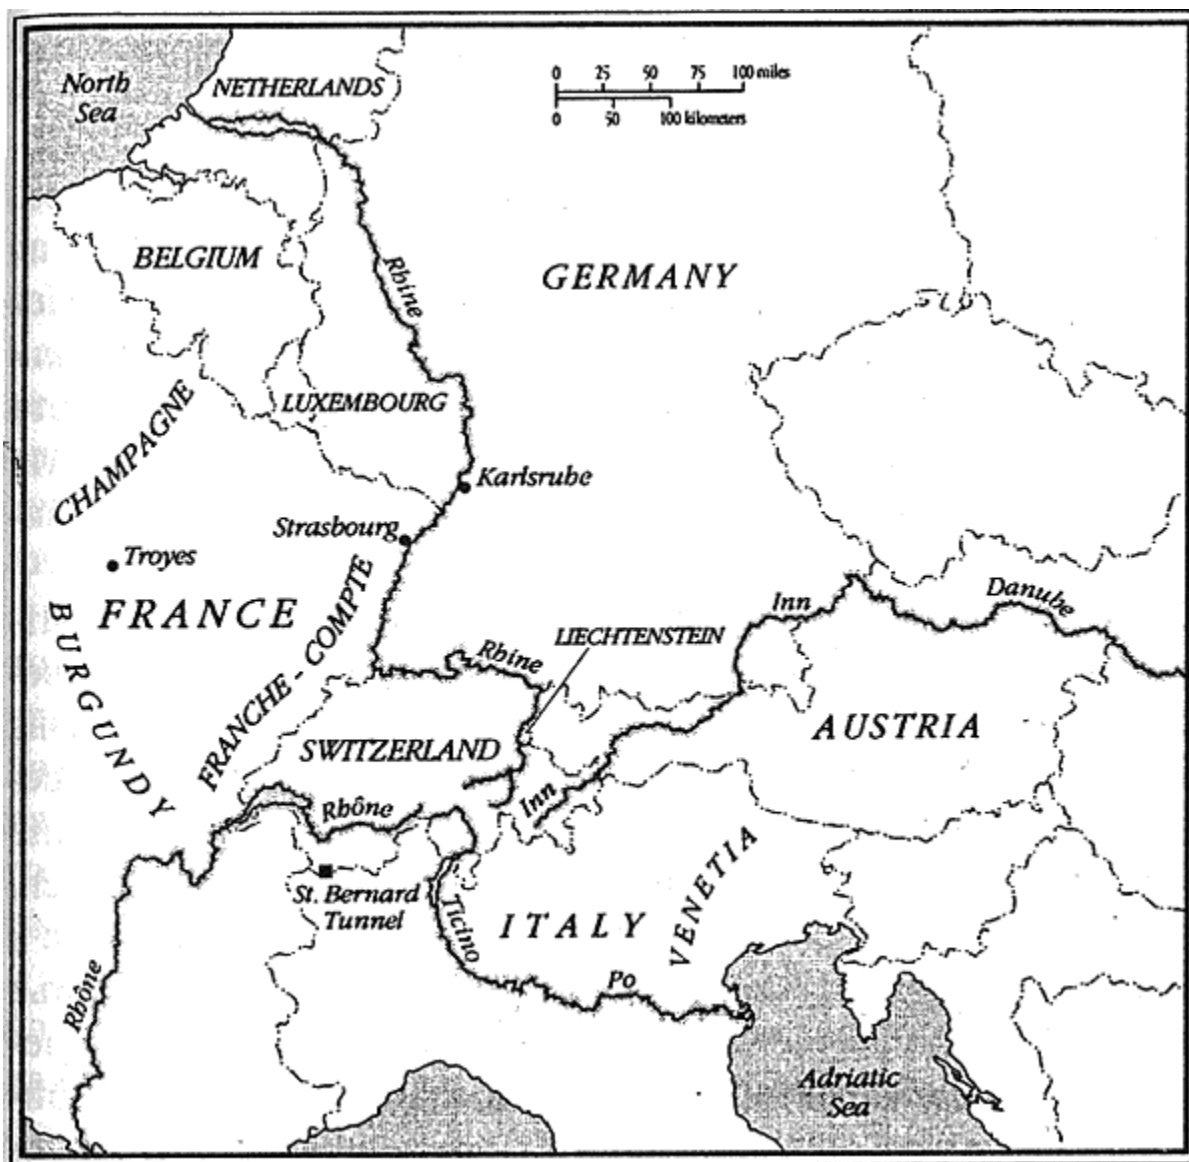 North
Sea
NETHERLANDS
0 25 50 75 100 miles
0 50 100 kilometers
BELGIUM
Rhine
GERMANY
CHAMPAGNE
LUXEMBOURG
Karlsruhe
Strasbourg
Troyes
FRANCE
BURGUNDY
FRANCHE-COMPTE
Inn
Danube
LIECHTENSTEIN
Rhine
SWITZERLAND
AUSTRIA
Inn
Rhône
St. Bernard
Tunnel
Ticino
ITALY
VENETIA
Po
Rhône
Adriatic
Sea